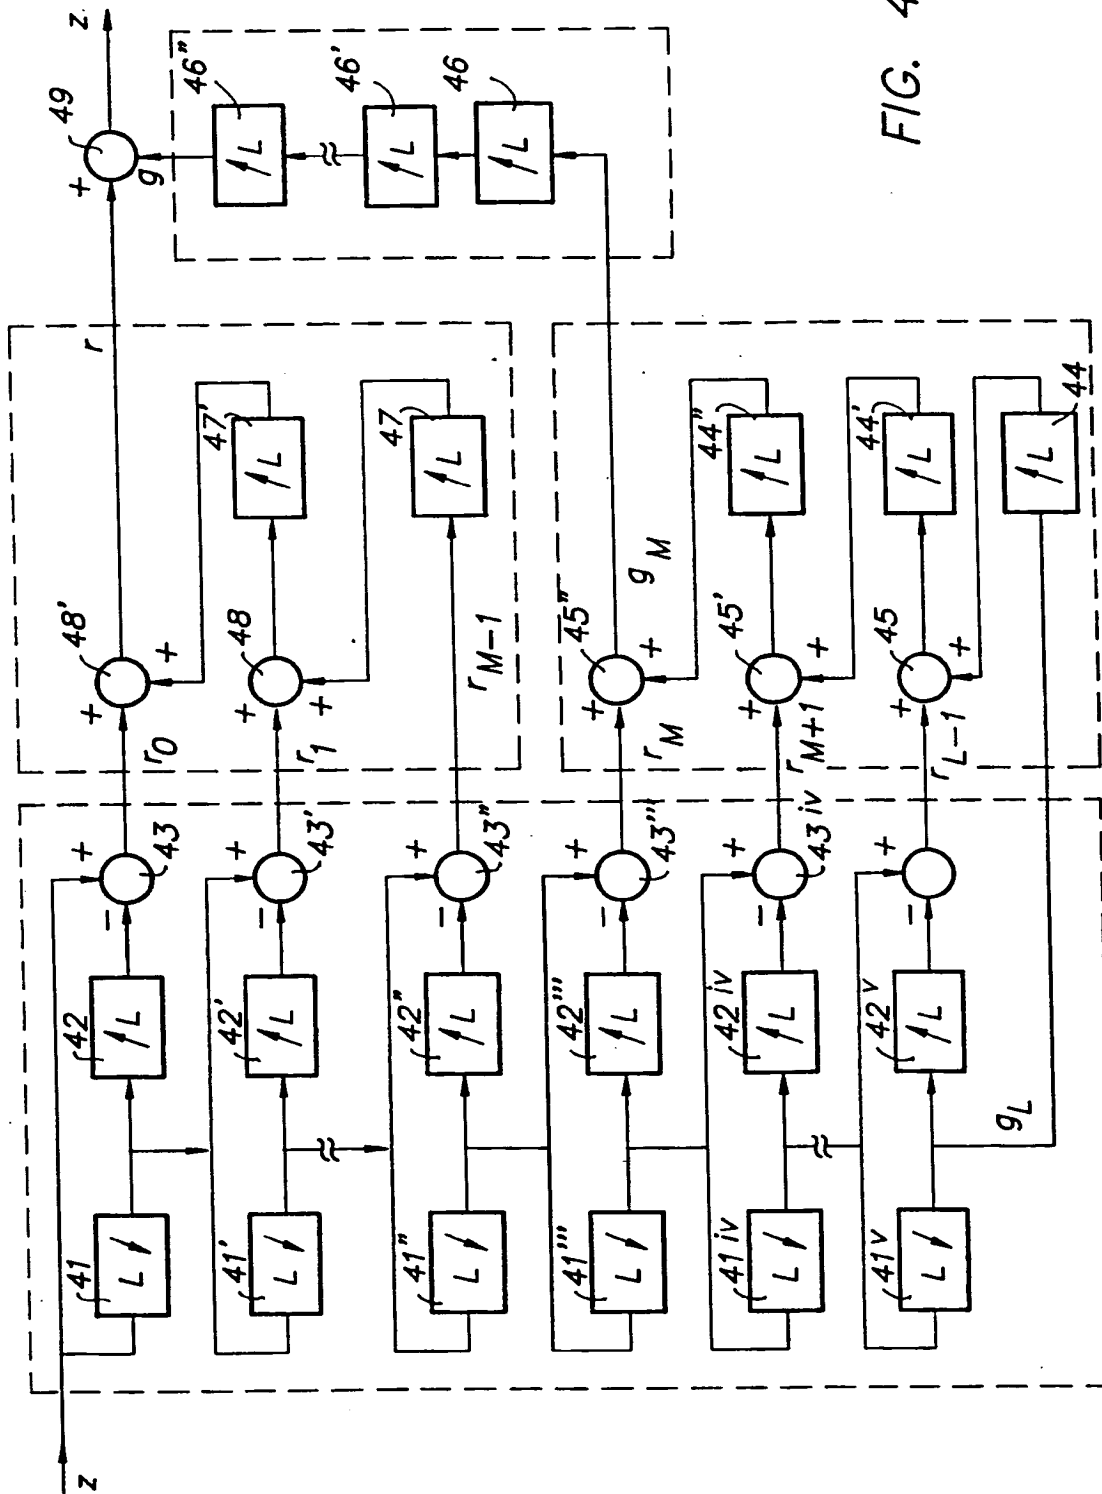 z
41
L
42
L
−
+
43
r0
+
48'
+
r
+
49
z
41'
L
42'
L
−
+
43'
r1
+
48
+
47'
L
g
46"
L
46'
L
46
L
41"
L
42"
L
−
+
43"
rM−1
47
L
41'''
L
42'''
L
−
+
43'''
rM
+
45"
+
gM
41iv
L
42iv
L
−
+
43iv
rM+1
+
45'
+
44"
L
41v
L
42v
L
−
+
rL−1
+
45
+
44'
L
gL
44
L
FIG. 4